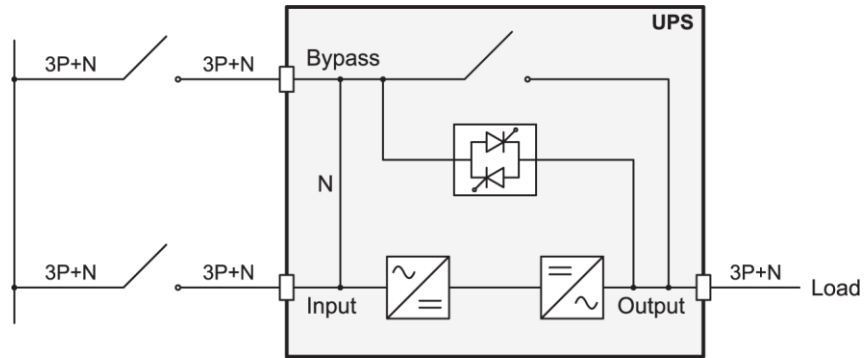 UPS
3P+N
3P+N
Bypass
N
3P+N
3P+N
Input
Output
3P+N
Load